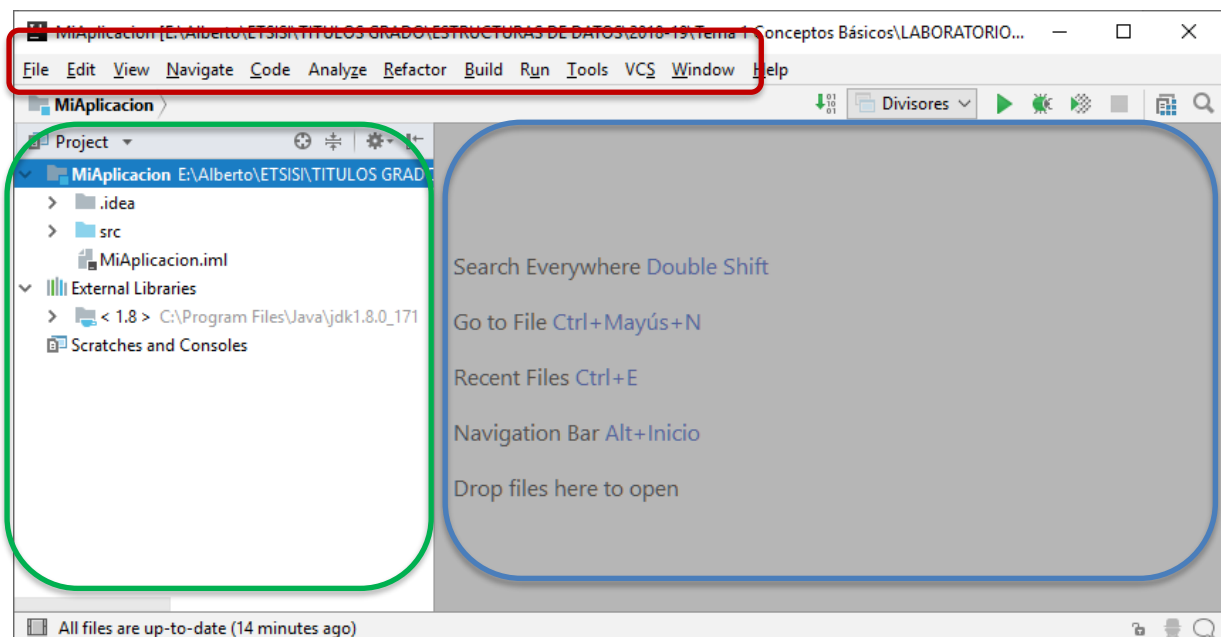 MiAplicacion [E:\Alberto\ETSISI\TITULOS GRADO\ESTRUCTURAS DE DATOS\2018-19\Tema 1 Conceptos Básicos\LABORATORIO...
File Edit View Navigate Code Analyze Refactor Build Run Tools VCS Window Help
MiAplicacion
Divisores
Project
MiAplicacion E:\Alberto\ETSISI\TITULOS GRAD
.idea
src
MiAplicacion.iml
External Libraries
< 1.8 > C:\Program Files\Java\jdk1.8.0_171
Scratches and Consoles
Search Everywhere Double Shift
Go to File Ctrl+Mayús+N
Recent Files Ctrl+E
Navigation Bar Alt+Inicio
Drop files here to open
All files are up-to-date (14 minutes ago)